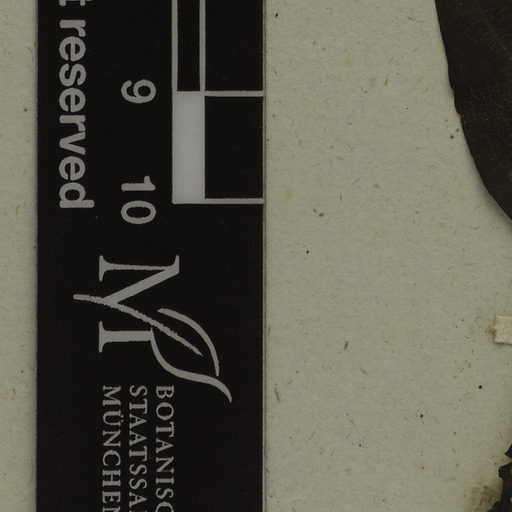 t reserved
9 10
M
BOTANISC
STAATSSA
MÜNCHEN